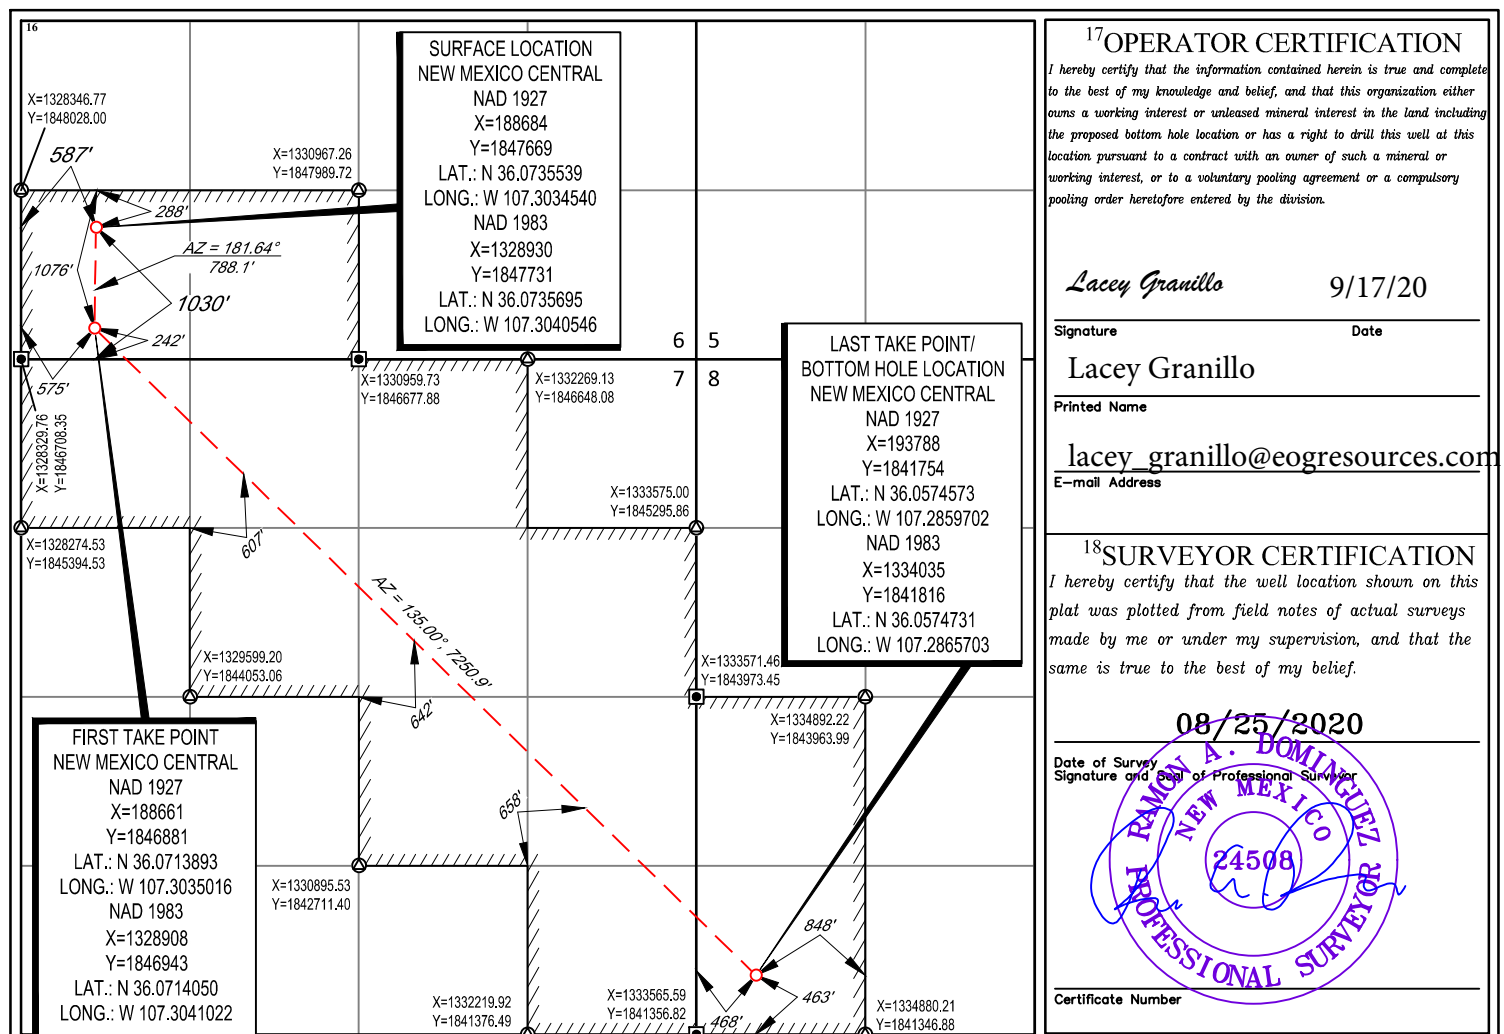 16
SURFACE LOCATION
NEW MEXICO CENTRAL
NAD 1927
X=188684
Y=1847669
LAT.: N 36.0735539
LONG.: W 107.3034540
NAD 1983
X=1328930
Y=1847731
LAT.: N 36.0735695
LONG.: W 107.3040546
X=1328346.77
Y=1848028.00
587'
X=1330967.26
Y=1847989.72
288'
AZ = 181.64°
788.1'
1076'
1030'
242'
575'
6 5
7 8
X=1330959.73
Y=1846677.88
X=1332269.13
Y=1846648.08
X=1328329.76
Y=1846708.35
LAST TAKE POINT/
BOTTOM HOLE LOCATION
NEW MEXICO CENTRAL
NAD 1927
X=193788
Y=1841754
LAT.: N 36.0574573
LONG.: W 107.2859702
NAD 1983
X=1334035
Y=1841816
LAT.: N 36.0574731
LONG.: W 107.2865703
X=1333575.00
Y=1845295.86
X=1328274.53
Y=1845394.53
607'
AZ = 135.00°, 7250.9'
X=1329599.20
Y=1844053.06
X=1333571.46
Y=1843973.45
642'
X=1334892.22
Y=1843963.99
FIRST TAKE POINT
NEW MEXICO CENTRAL
NAD 1927
X=188661
Y=1846881
LAT.: N 36.0713893
LONG.: W 107.3035016
NAD 1983
X=1328908
Y=1846943
LAT.: N 36.0714050
LONG.: W 107.3041022
658'
X=1330895.53
Y=1842711.40
848'
463'
468'
X=1332219.92
Y=1841376.49
X=1333565.59
Y=1841356.82
X=1334880.21
Y=1841346.88
17 OPERATOR CERTIFICATION
I hereby certify that the information contained herein is true and complete
to the best of my knowledge and belief, and that this organization either
owns a working interest or unleased mineral interest in the land including
the proposed bottom hole location or has a right to drill this well at this
location pursuant to a contract with an owner of such a mineral or
working interest, or to a voluntary pooling agreement or a compulsory
pooling order heretofore entered by the division.
Lacey Granillo 9/17/20
Signature Date
Lacey Granillo
Printed Name
lacey_granillo@eogresources.com
E-mail Address
18 SURVEYOR CERTIFICATION
I hereby certify that the well location shown on this
plat was plotted from field notes of actual surveys
made by me or under my supervision, and that the
same is true to the best of my belief.
08/25/2020
Date of Survey
Signature and Seal of Professional Surveyor
RAMON A. DOMINGUEZ
NEW MEXICO
24508
PROFESSIONAL SURVEYOR
Certificate Number